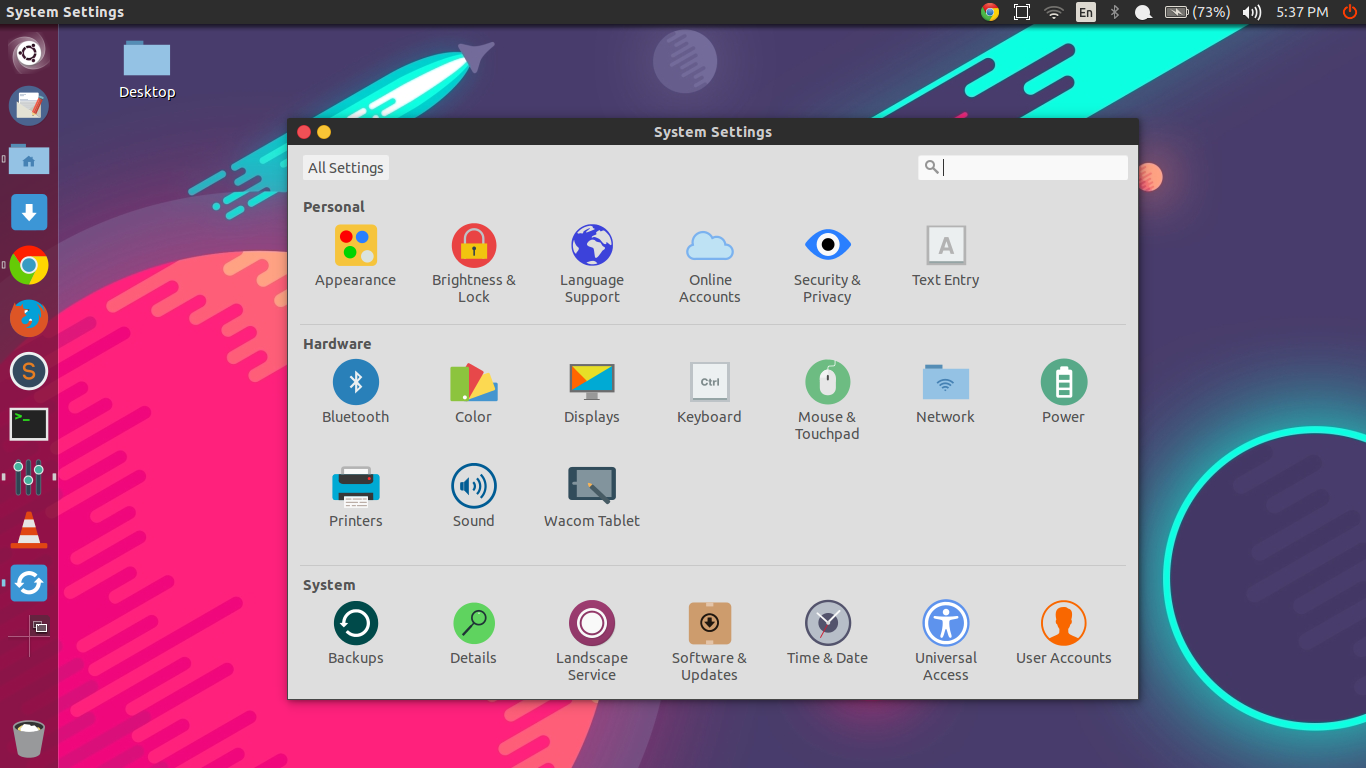 System Settings
En
(73%)
5:37 PM
Desktop
System Settings
All Settings
Personal
Appearance
Brightness &
Lock
Language
Support
Online
Accounts
Security &
Privacy
A
Text Entry
Hardware
Bluetooth
Color
Displays
Ctrl
Keyboard
Mouse &
Touchpad
Network
Power
Printers
Sound
Wacom Tablet
System
Backups
Details
Landscape
Service
Software &
Updates
Time & Date
Universal
Access
User Accounts
S
>_